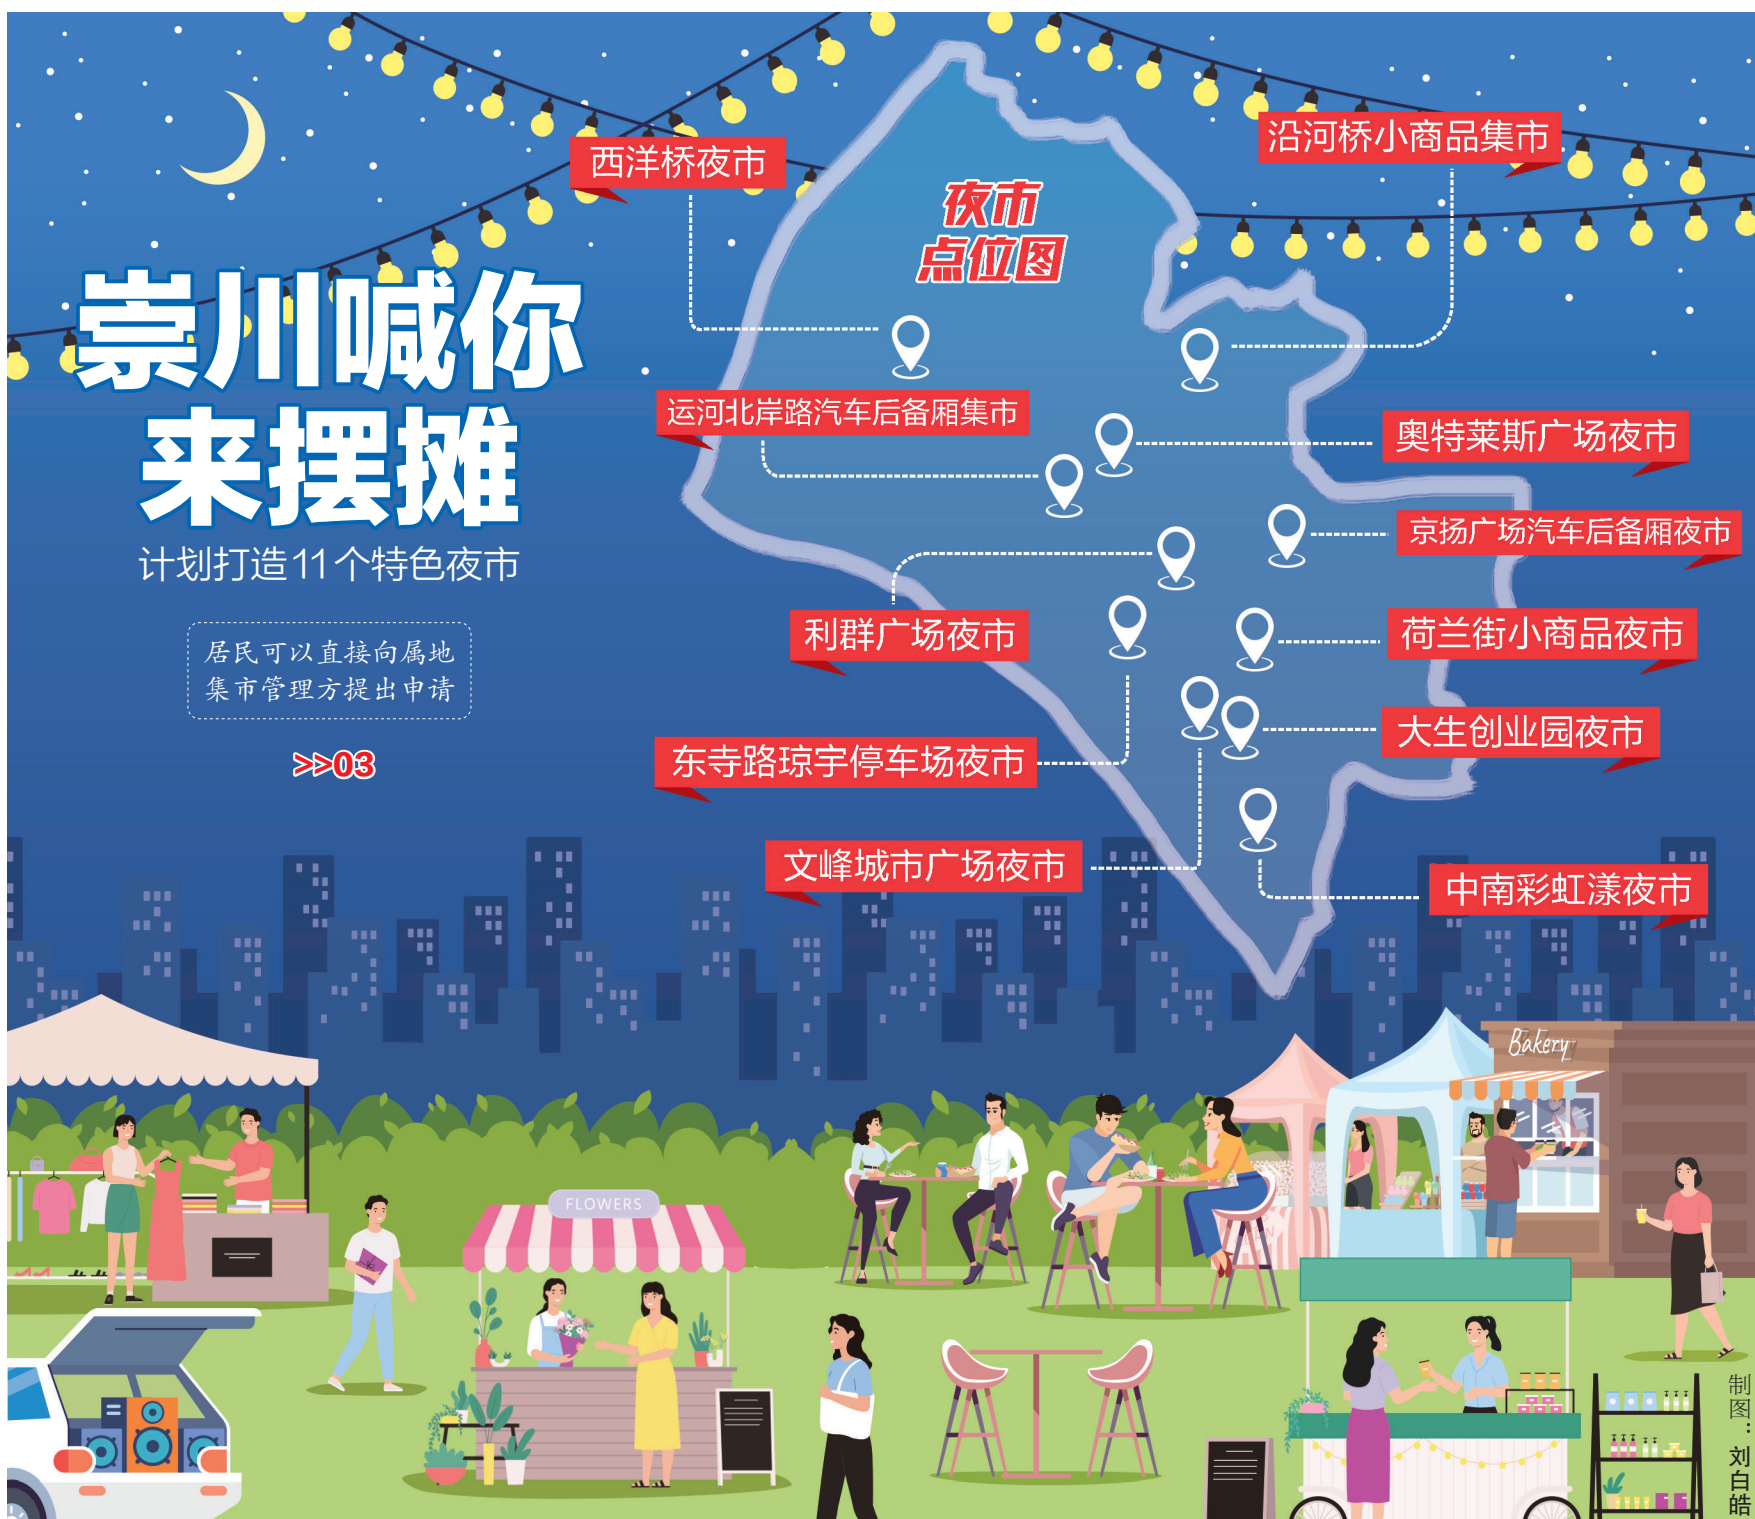 西洋桥夜市
沿河桥小商品集市
夜市
点位图
崇川喊你
来摆摊
计划打造11个特色夜市
居民可以直接向属地
集市管理方提出申请
>>03
运河北岸路汽车后备厢集市
奥特莱斯广场夜市
京扬广场汽车后备厢夜市
利群广场夜市
荷兰街小商品夜市
大生创业园夜市
东寺路琼宇停车场夜市
文峰城市广场夜市
中南彩虹漾夜市
Bakery
FLOWERS
制图：刘白皓